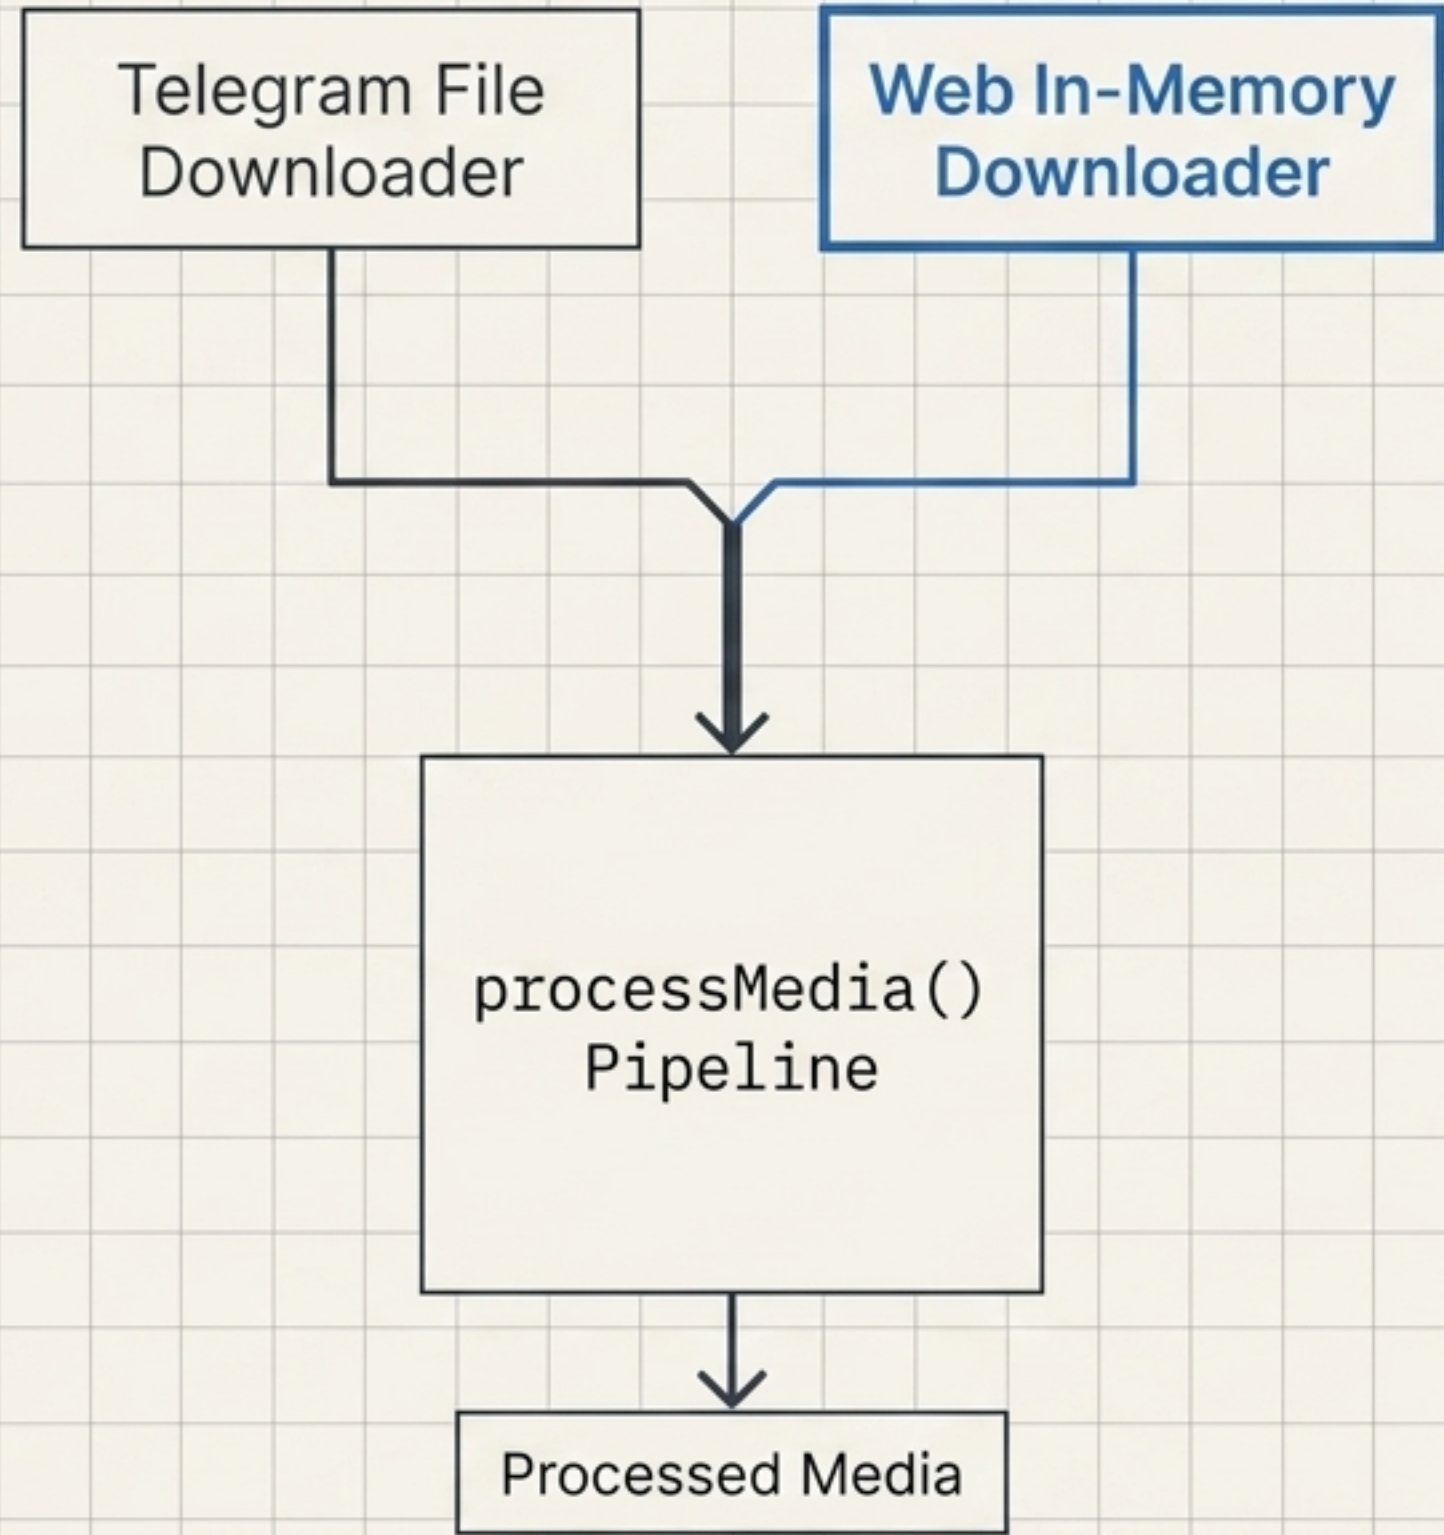 Telegram File
Downloader
Web In-Memory
Downloader
processMedia()
Pipeline
Processed Media